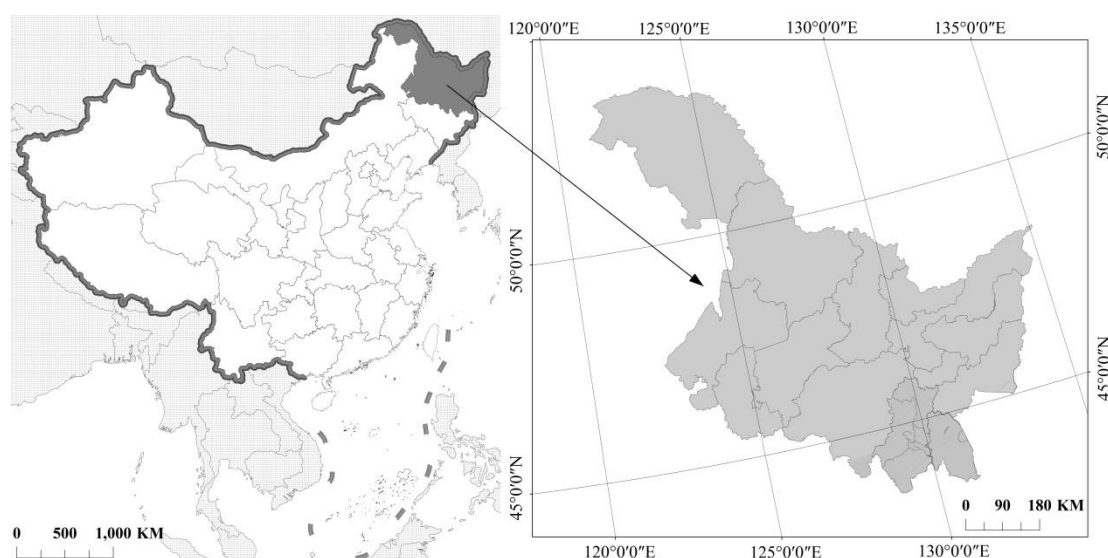 120°0′0″E
125°0′0″E
130°0′0″E
135°0′0″E
50°0′0″N
50°0′0″N
45°0′0″N
45°0′0″N
0 500 1,000 KM
0 90 180 KM
120°0′0″E
125°0′0″E
130°0′0″E